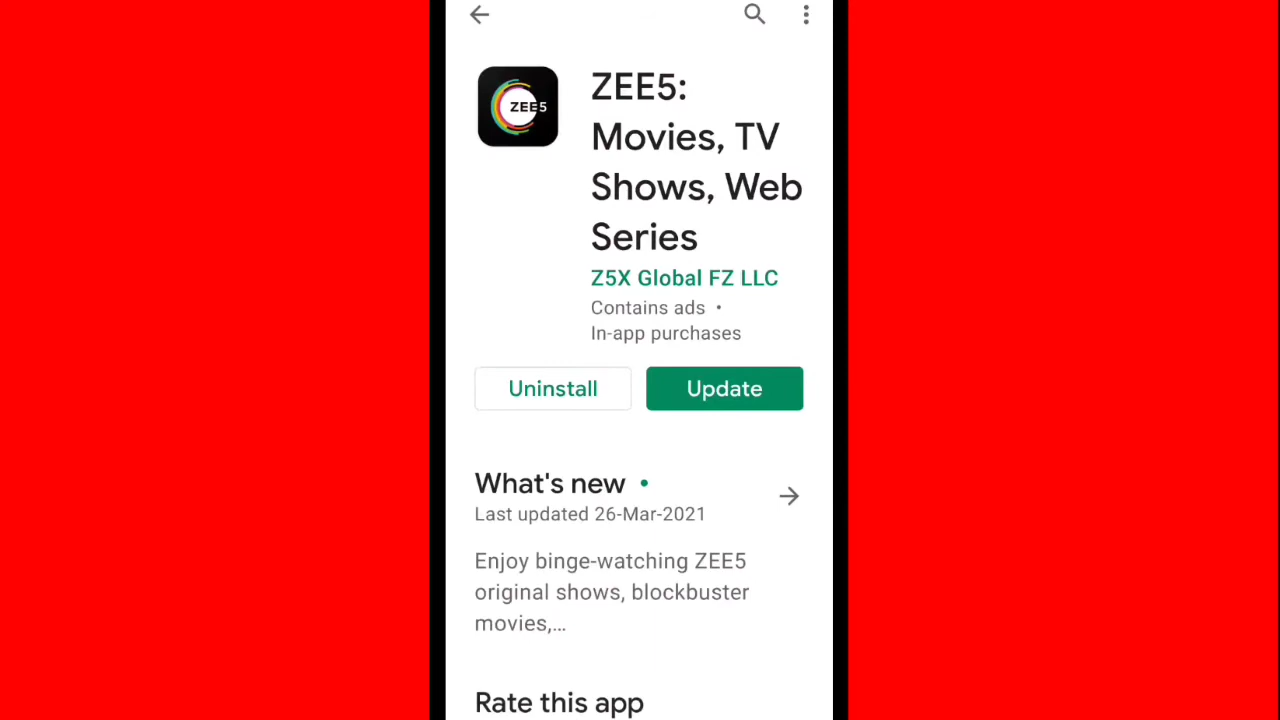 ZEE5
ZEE5:
Movies, TV
Shows, Web
Series
Z5X Global FZ LLC
Contains ads •
In-app purchases
Uninstall
Update
What's new •
Last updated 26-Mar-2021
Enjoy binge-watching ZEE5
original shows, blockbuster
movies,...
Rate this app